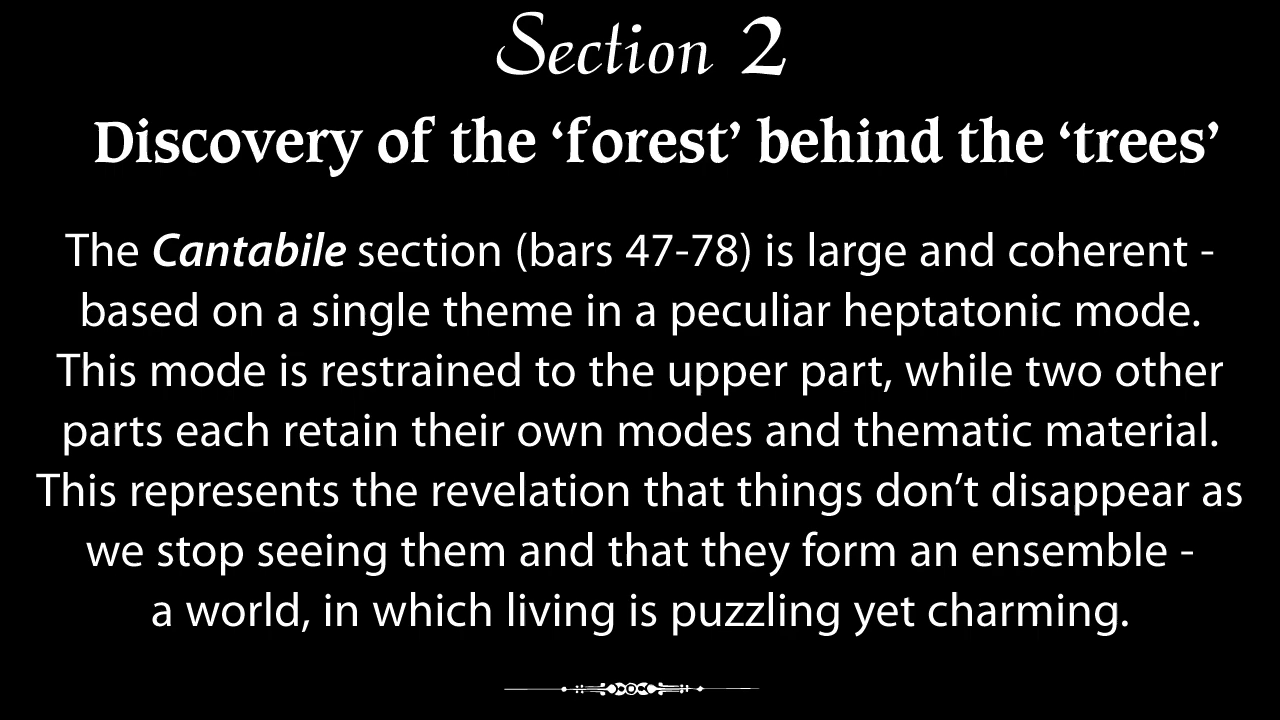 Section 2
Discovery of the ‘forest’ behind the ‘trees’
The Cantabile section (bars 47-78) is large and coherent -
based on a single theme in a peculiar heptatonic mode.
This mode is restrained to the upper part, while two other
parts each retain their own modes and thematic material.
This represents the revelation that things don’t disappear as
we stop seeing them and that they form an ensemble -
a world, in which living is puzzling yet charming.